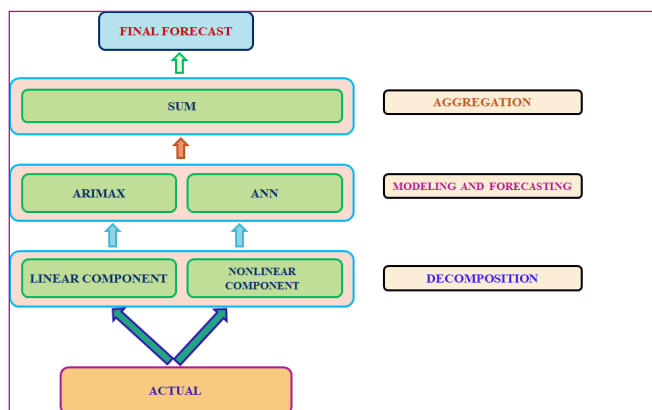 FINAL FORECAST
SUM
AGGREGATION
ARIMAX
ANN
MODELING AND FORECASTING
LINEAR COMPONENT
NONLINEAR
COMPONENT
DECOMPOSITION
ACTUAL